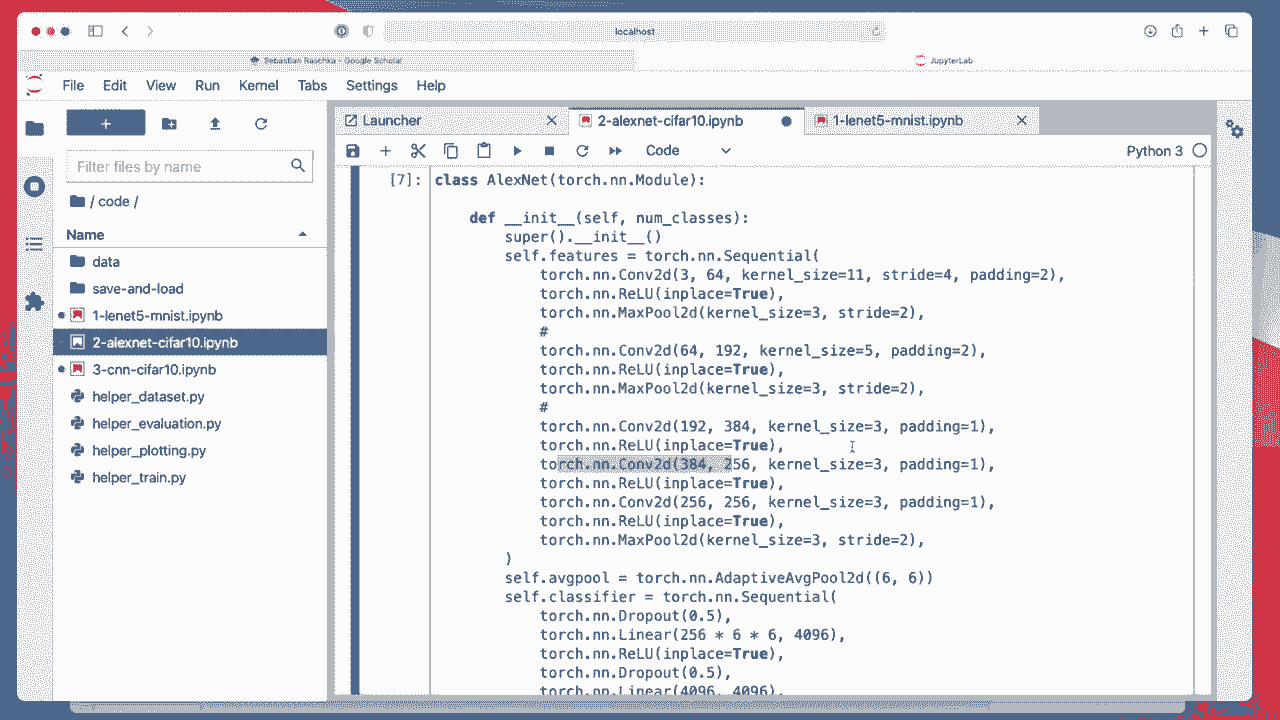 localhost
Sebastian Raschka - Google Scholar
JupyterLab
File Edit View Run Kernel Tabs Settings Help
Launcher
2-alexnet-cifar10.ipynb
1-lenet5-mnist.ipynb
Filter files by name
Code
Python 3
/ code /
Name
data
save-and-load
1-lenet5-mnist.ipynb
2-alexnet-cifar10.ipynb
3-cnn-cifar10.ipynb
helper_dataset.py
helper_evaluation.py
helper_plotting.py
helper_train.py
[7]: class AlexNet(torch.nn.Module):
def __init__(self, num_classes):
super().__init__()
self.features = torch.nn.Sequential(
torch.nn.Conv2d(3, 64, kernel_size=11, stride=4, padding=2),
torch.nn.ReLU(inplace=True),
torch.nn.MaxPool2d(kernel_size=3, stride=2),
#
torch.nn.Conv2d(64, 192, kernel_size=5, padding=2),
torch.nn.ReLU(inplace=True),
torch.nn.MaxPool2d(kernel_size=3, stride=2),
#
torch.nn.Conv2d(192, 384, kernel_size=3, padding=1),
torch.nn.ReLU(inplace=True),
torch.nn.Conv2d(384, 256, kernel_size=3, padding=1),
torch.nn.ReLU(inplace=True),
torch.nn.Conv2d(256, 256, kernel_size=3, padding=1),
torch.nn.ReLU(inplace=True),
torch.nn.MaxPool2d(kernel_size=3, stride=2),
)
self.avgpool = torch.nn.AdaptiveAvgPool2d((6, 6))
self.classifier = torch.nn.Sequential(
torch.nn.Dropout(0.5),
torch.nn.Linear(256 * 6 * 6, 4096),
torch.nn.ReLU(inplace=True),
torch.nn.Dropout(0.5),
torch.nn.Linear(4096, 4096),